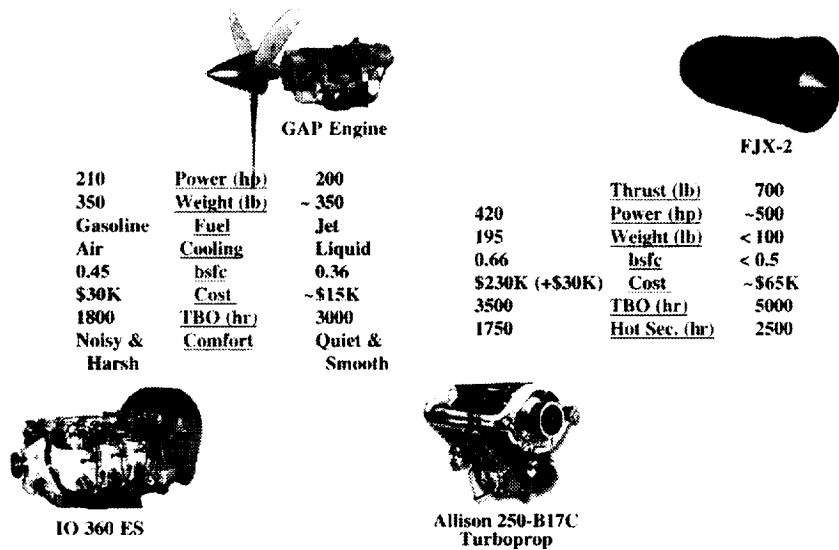 GAP Engine
210 Power (hp) 200
350 Weight (lb) ~ 350
Gasoline Fuel Jet
Air Cooling Liquid
0.45 bsfc 0.36
$30K Cost ~$15K
1800 TBO (hr) 3000
Noisy & Comfort Quiet &
Harsh Smooth
IO 360 ES
FJX-2
Thrust (lb) 700
420 Power (hp) ~500
195 Weight (lb) < 100
0.66 bsfc < 0.5
$230K (+$30K) Cost ~$65K
3500 TBO (hr) 5000
1750 Hot Sec. (hr) 2500
Allison 250-B17C
Turboprop